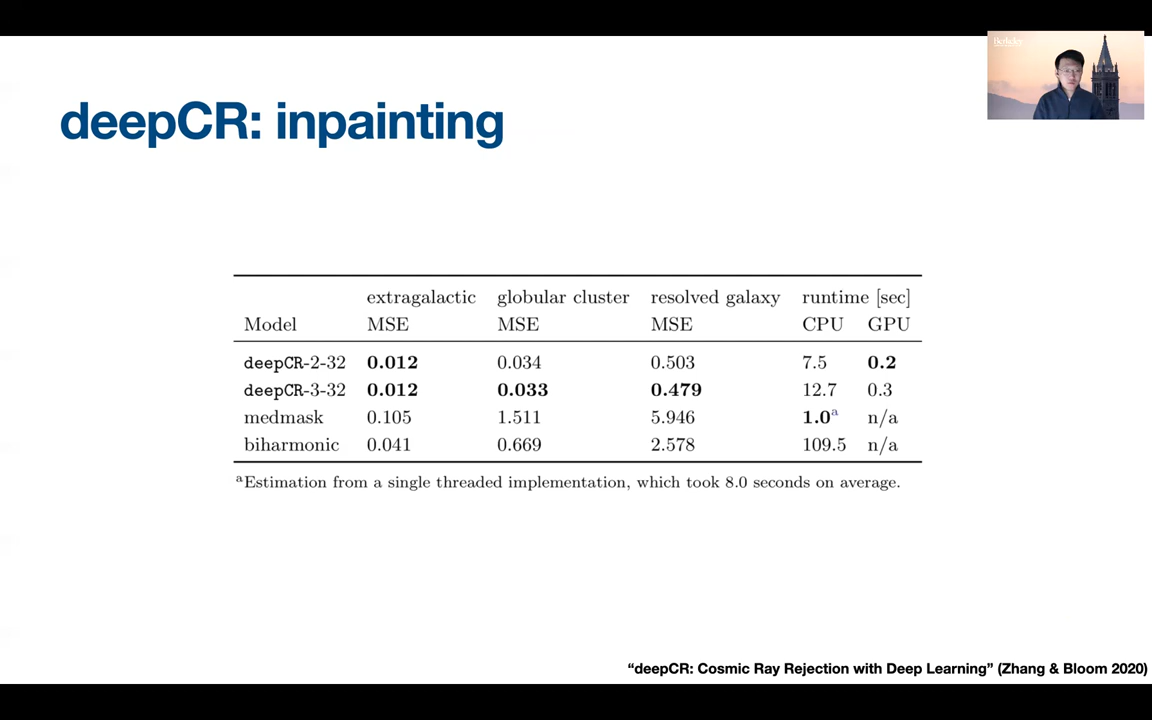 Berkeley
deepCR: inpainting
extragalactic globular cluster resolved galaxy runtime [sec]
Model MSE MSE MSE CPU GPU
deepCR-2-32 0.012 0.034 0.503 7.5 0.2
deepCR-3-32 0.012 0.033 0.479 12.7 0.3
medmask 0.105 1.511 5.946 1.0a n/a
biharmonic 0.041 0.669 2.578 109.5 n/a
aEstimation from a single threaded implementation, which took 8.0 seconds on average.
“deepCR: Cosmic Ray Rejection with Deep Learning” (Zhang & Bloom 2020)